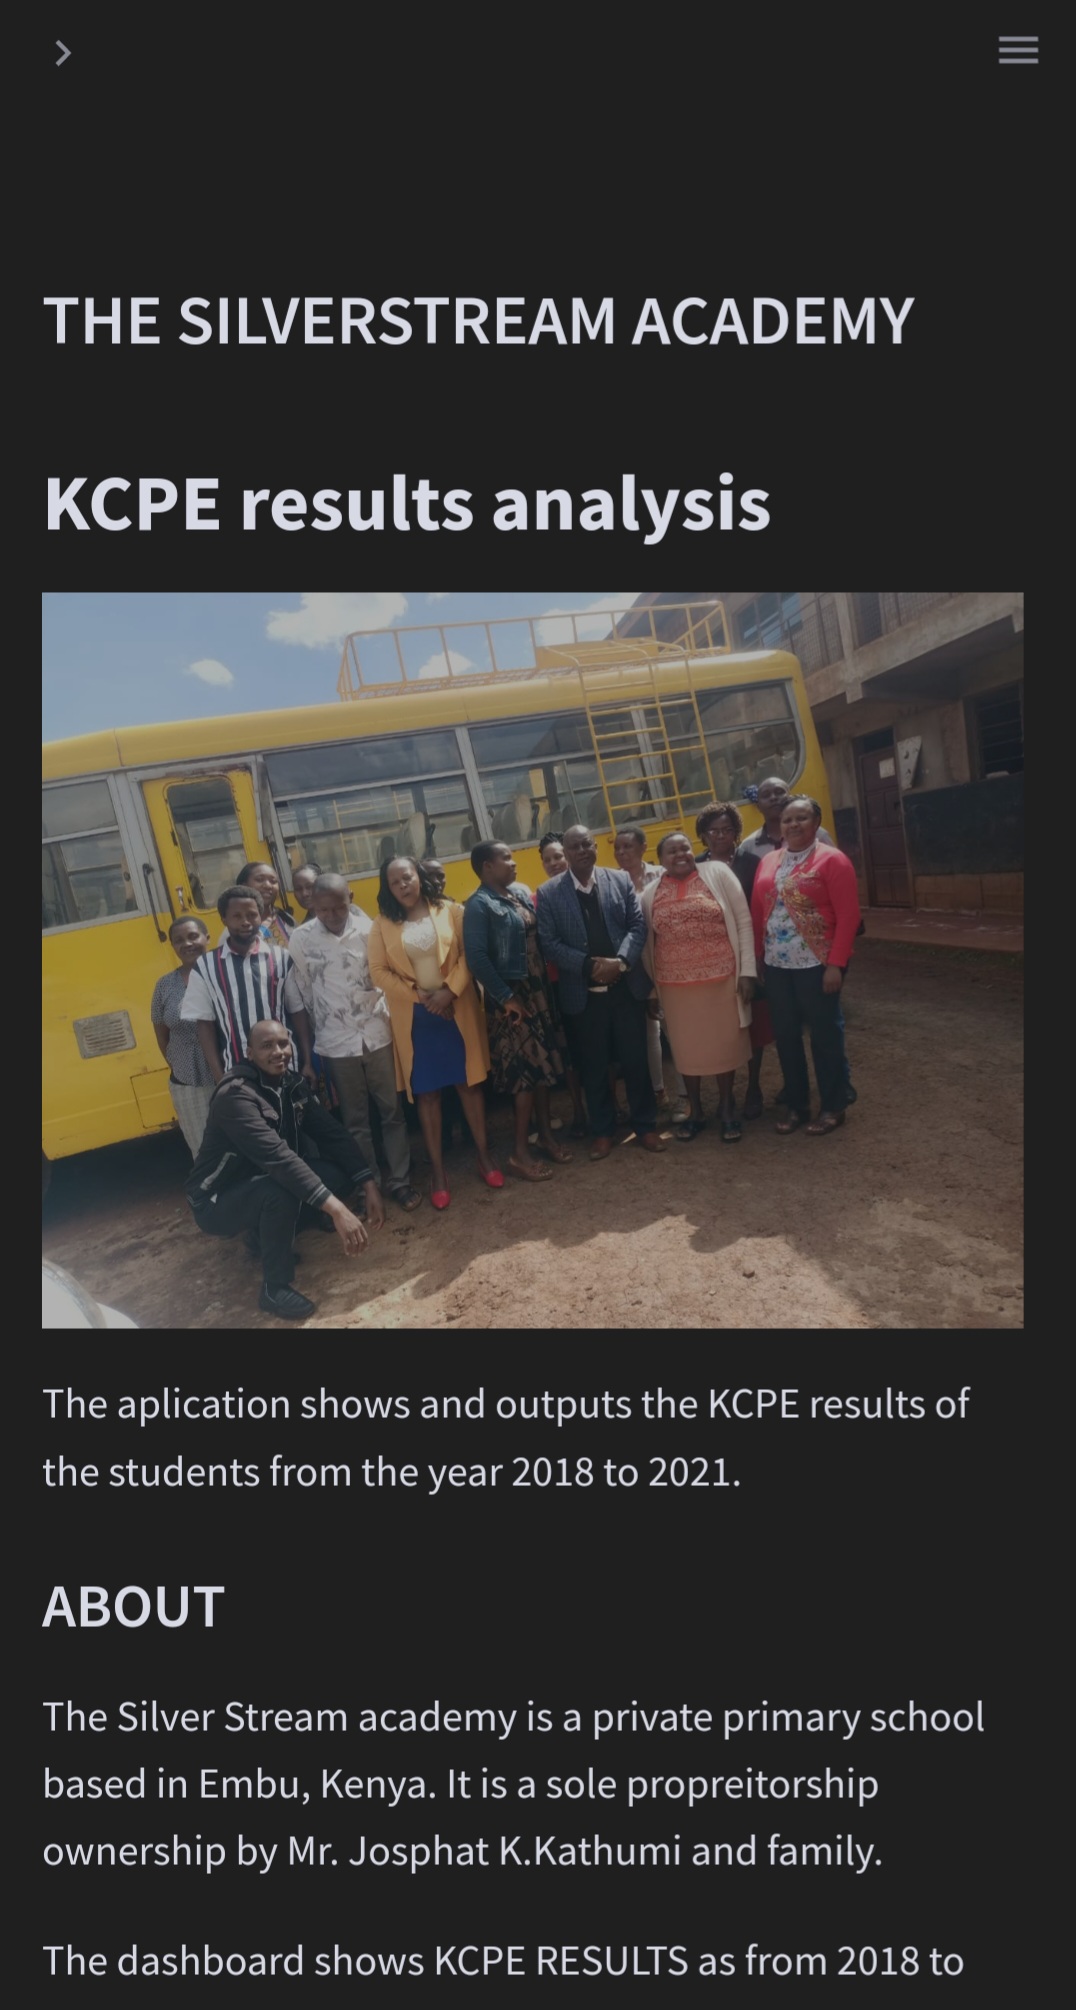 THE SILVERSTREAM ACADEMY
KCPE results analysis
The aplication shows and outputs the KCPE results of
the students from the year 2018 to 2021.
ABOUT
The Silver Stream academy is a private primary school
based in Embu, Kenya. It is a sole propreitorship
ownership by Mr. Josphat K.Kathumi and family.
The dashboard shows KCPE RESULTS as from 2018 to